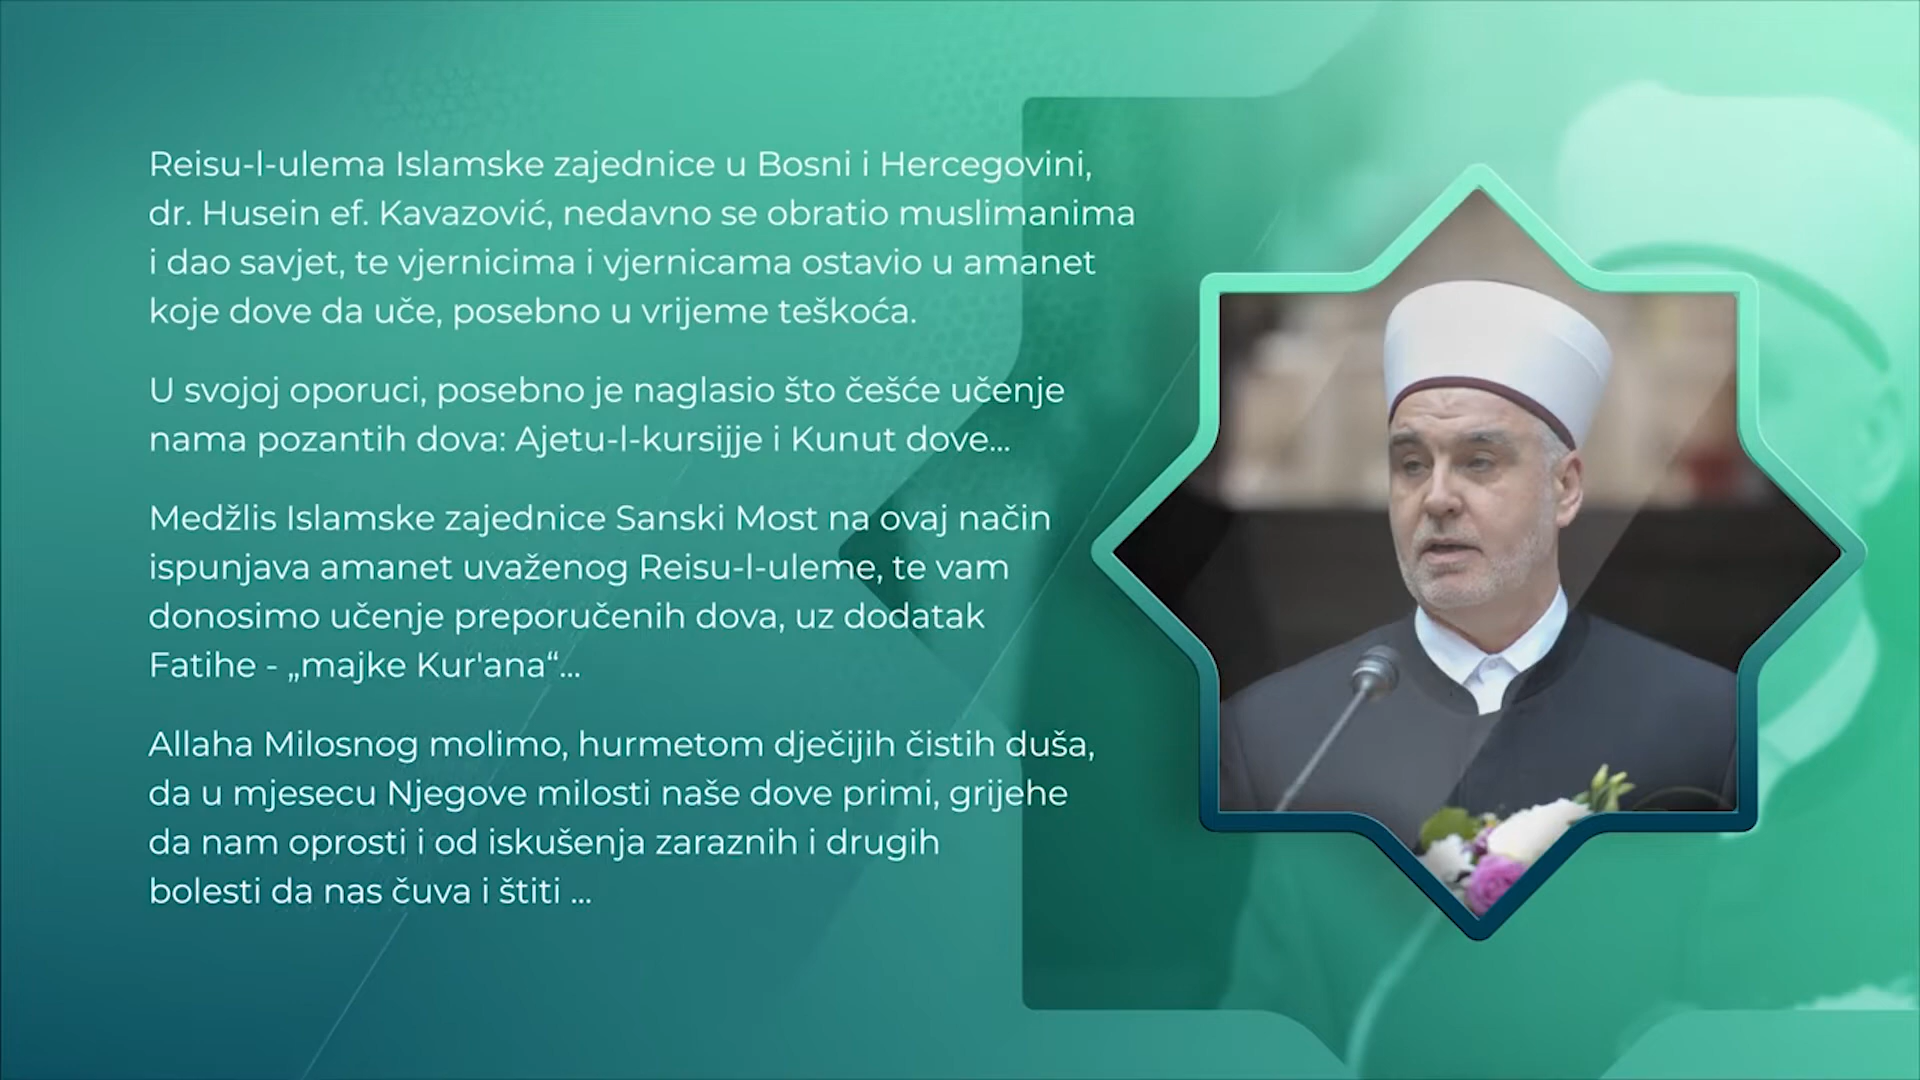 Reisu-l-ulema Islamske zajednice u Bosni i Hercegovini,
dr. Husein ef. Kavazović, nedavno se obratio muslimanima
i dao savjet, te vjernicima i vjernicama ostavio u amanet
koje dove da uče, posebno u vrijeme teškoća.
U svojoj oporuci, posebno je naglasio što češće učenje
nama pozantih dova: Ajetu-l-kursijje i Kunut dove...
Medžlis Islamske zajednice Sanski Most na ovaj način
ispunjava amanet uvaženog Reisu-l-uleme, te vam
donosimo učenje preporučenih dova, uz dodatak
Fatihe - „majke Kur'ana“...
Allaha Milosnog molimo, hurmetom dječijih čistih duša,
da u mjesecu Njegove milosti naše dove primi, grijehe
da nam oprosti i od iskušenja zaraznih i drugih
bolesti da nas čuva i štiti ...